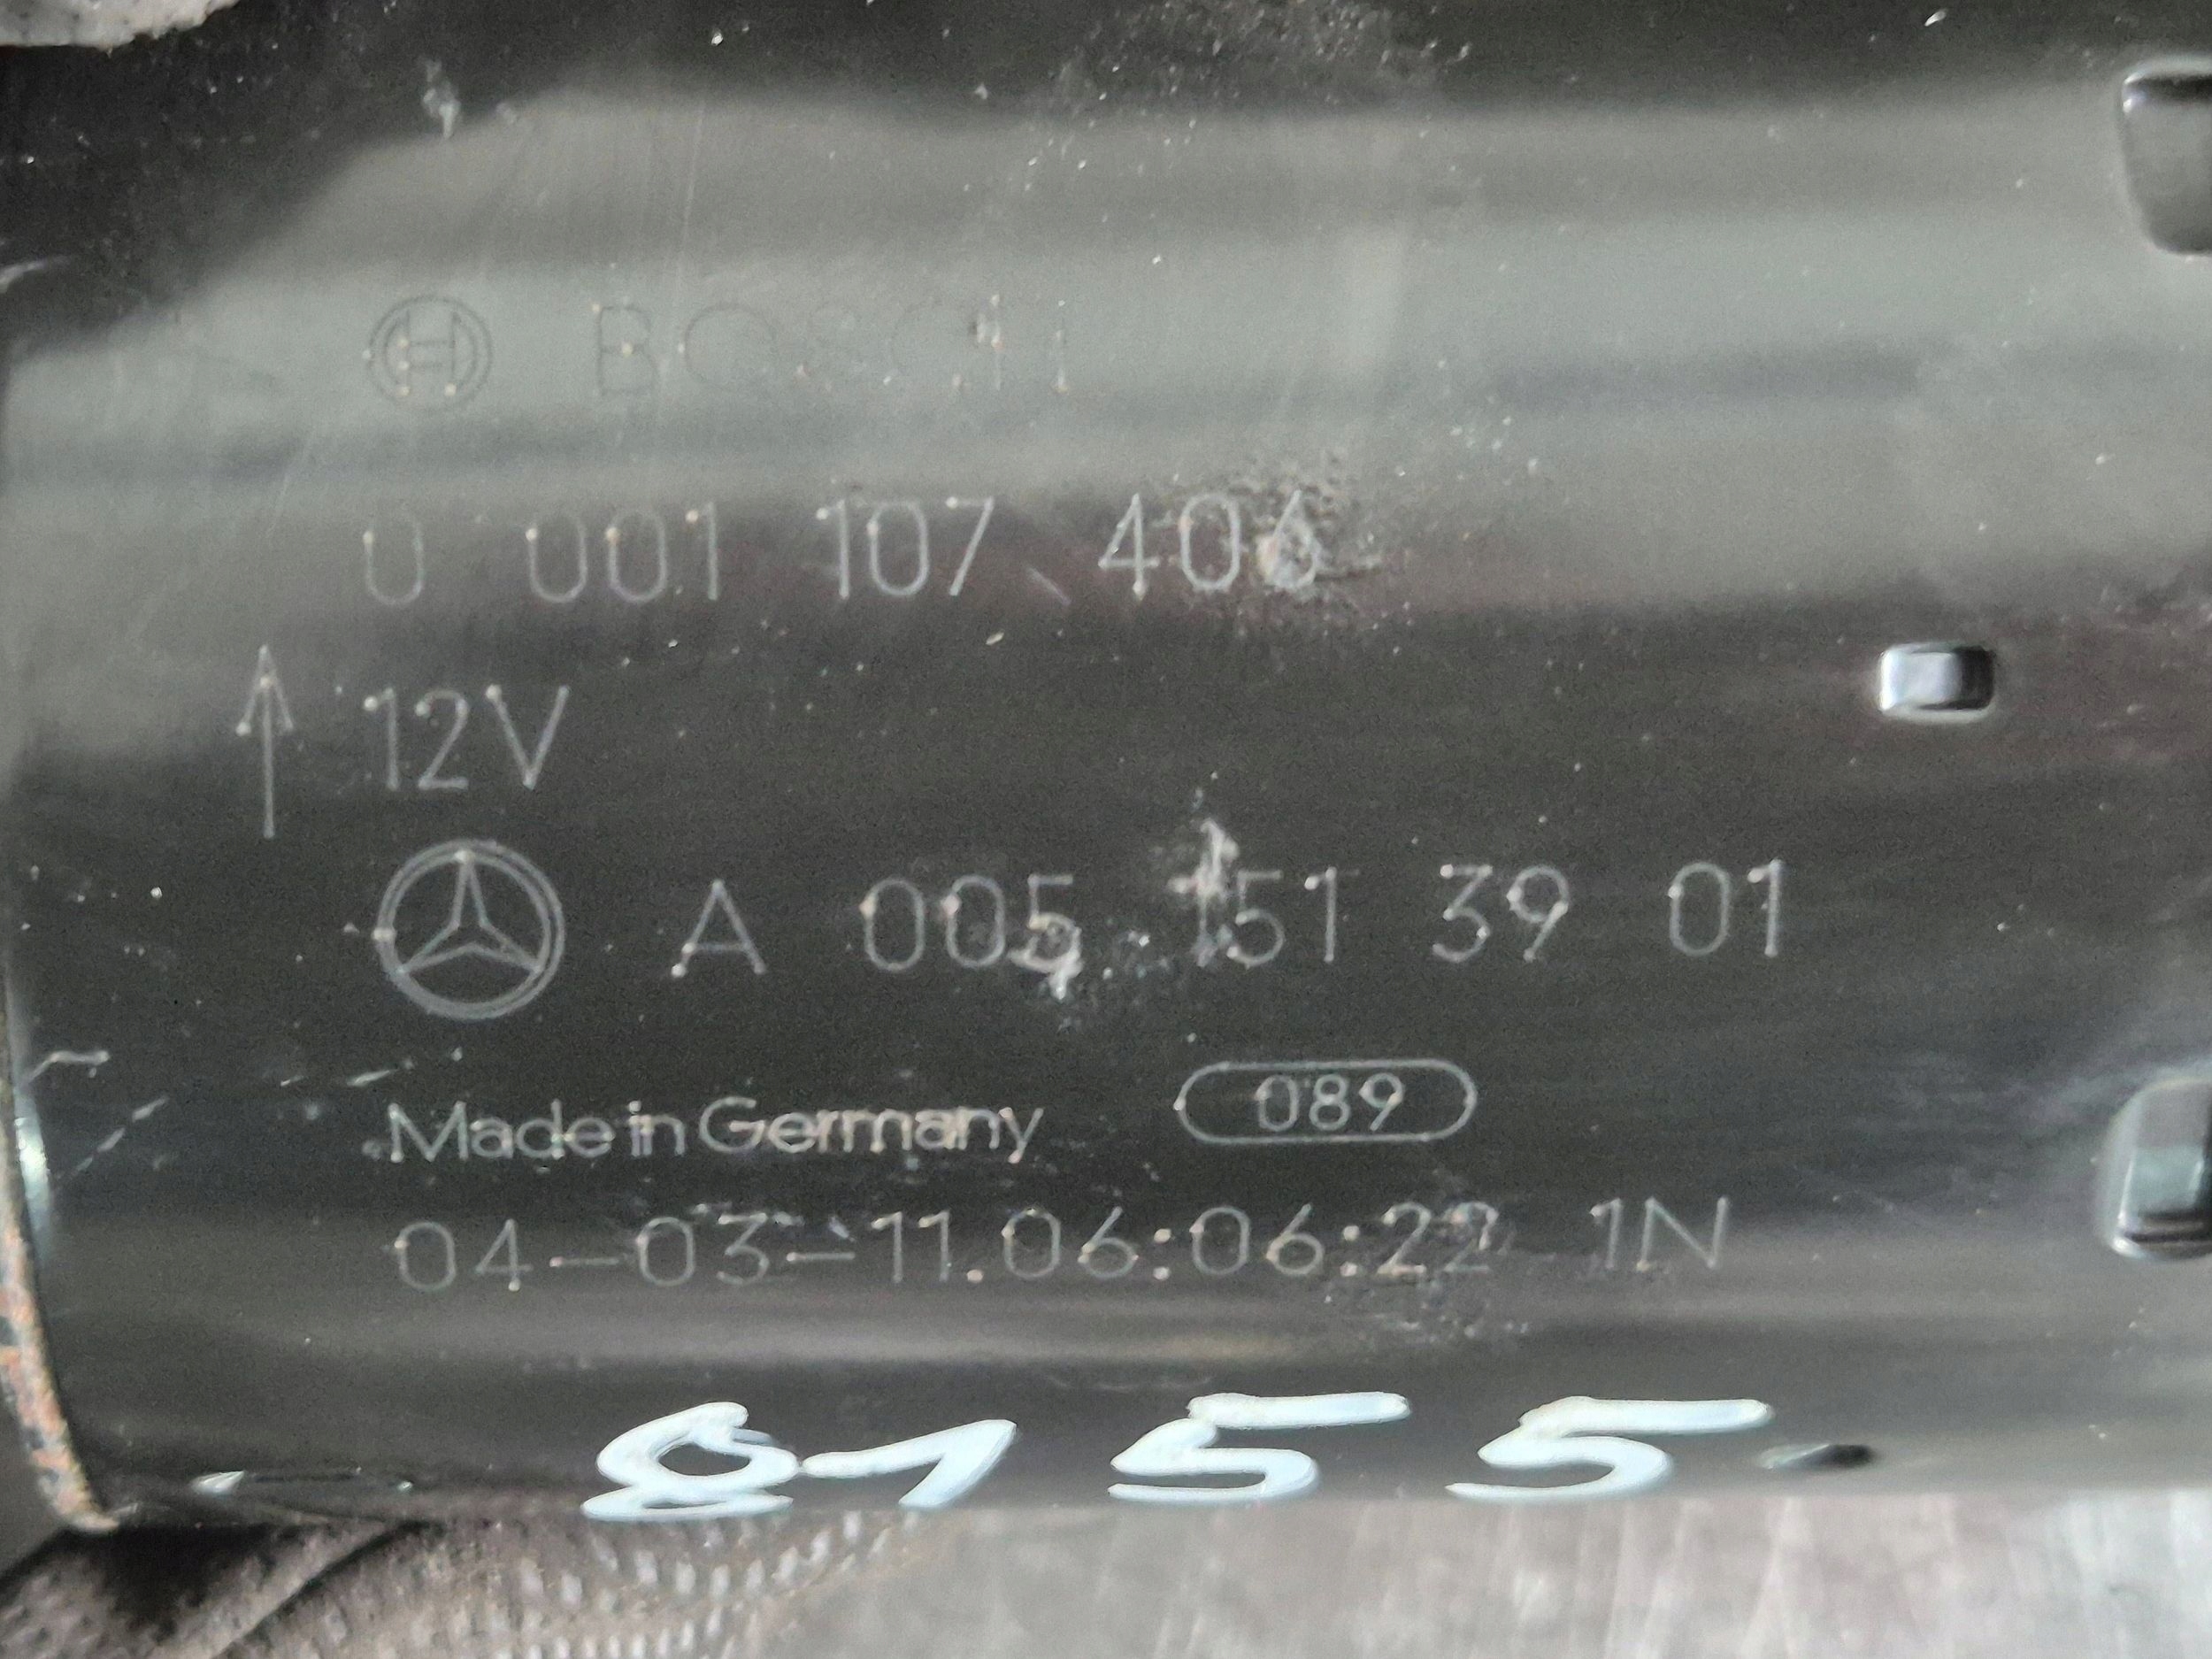 BOSCH
0 001 107 406
12V
A 005 151 39 01
Made in Germany 089
04-03-11.06:06:22 1N
8155